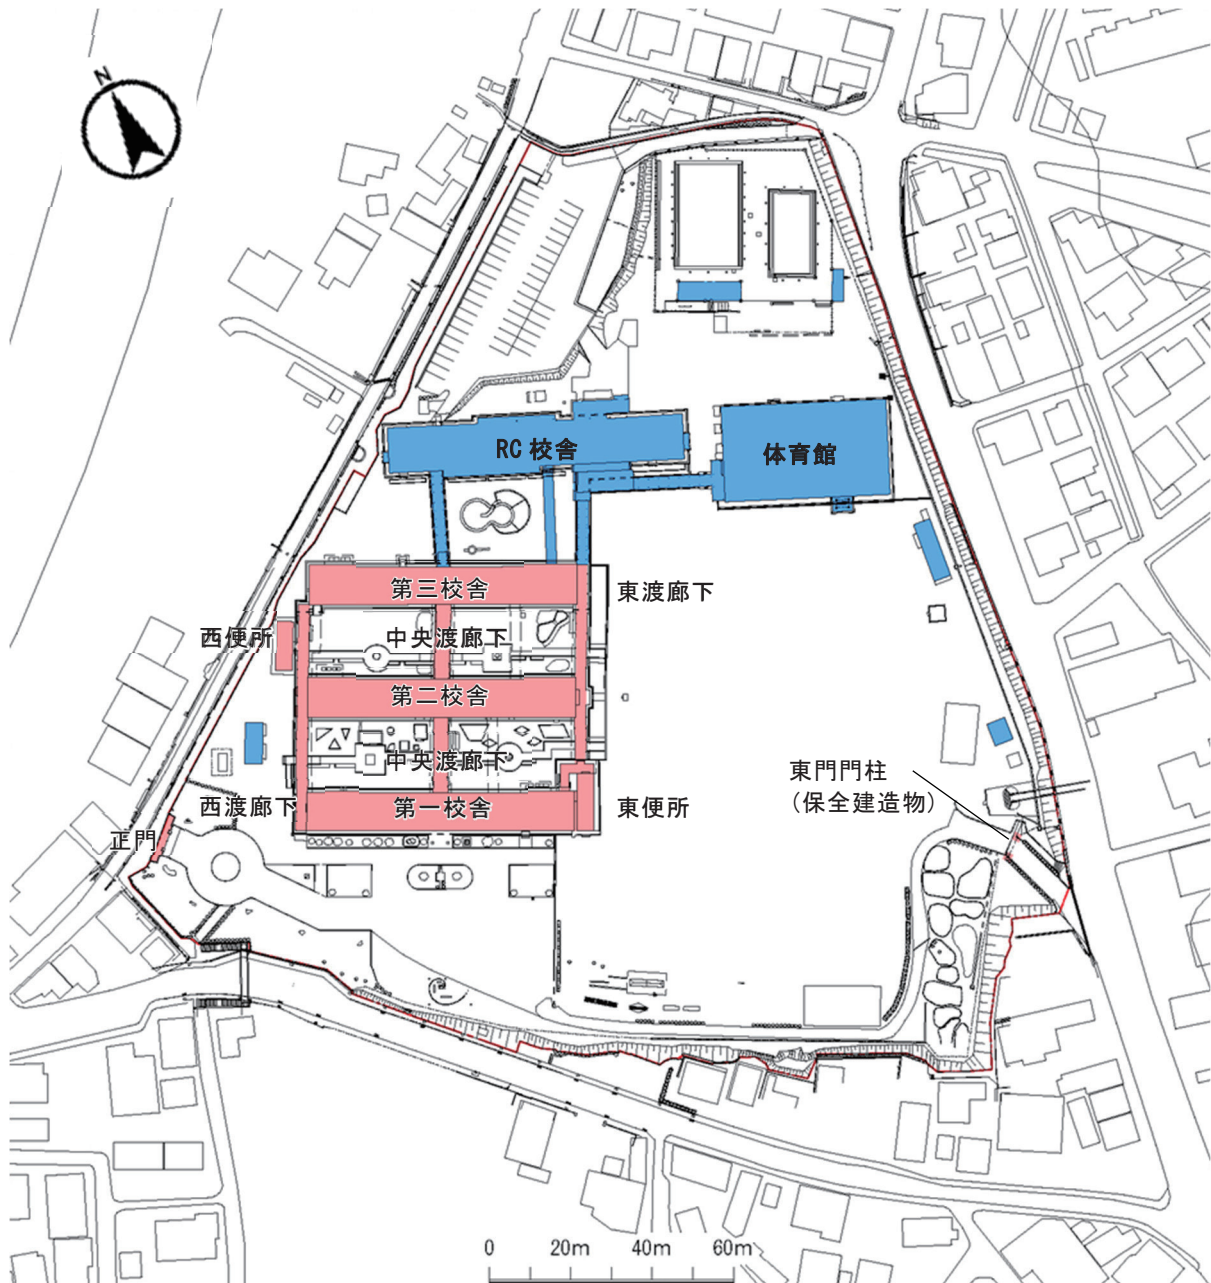 N
RC 校舎
体育館
第三校舎
東渡廊下
西便所
中央渡廊下
第二校舎
中央渡廊下
東門門柱
（保全建造物）
西渡廊下
第一校舎
東便所
正門
0 20m 40m 60m